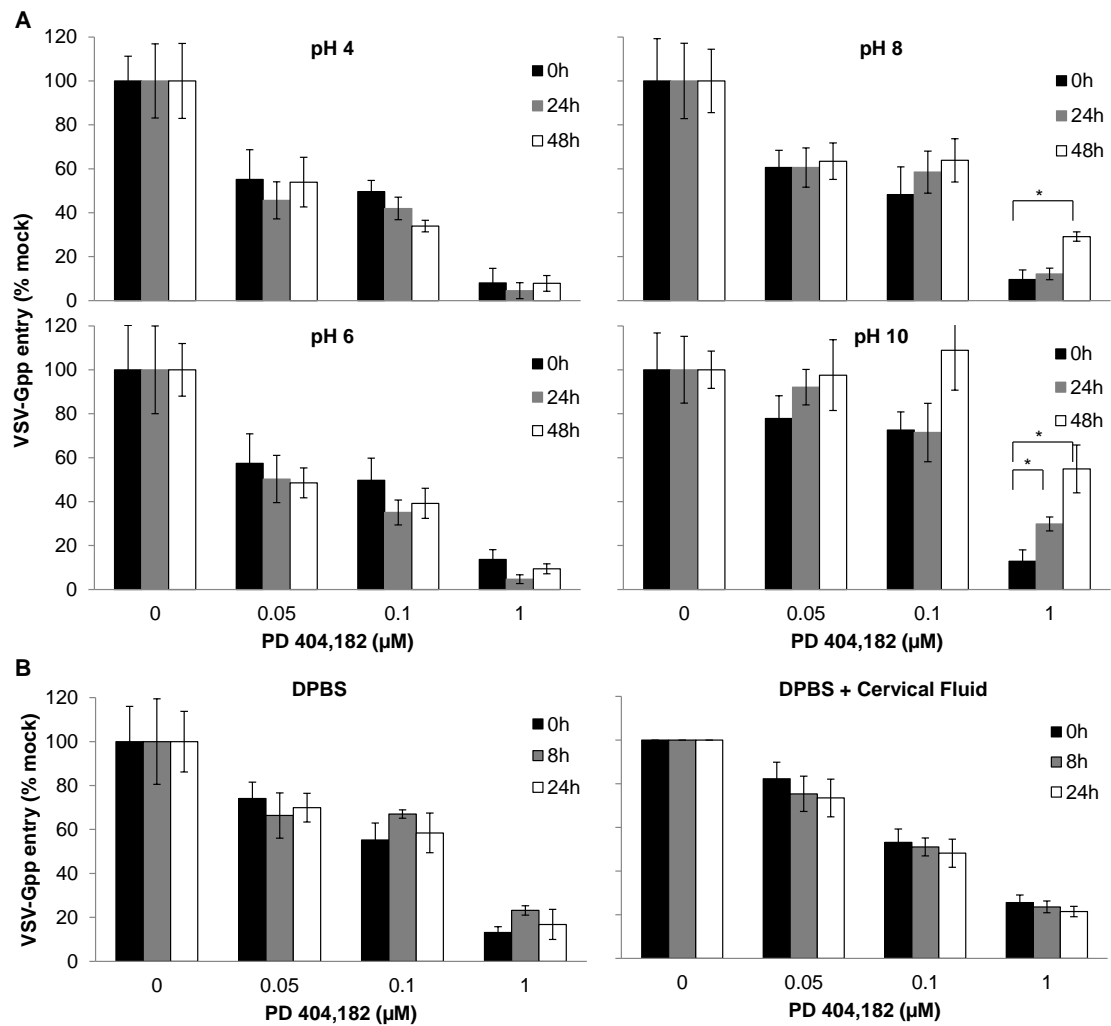 A
VSV-Gpp entry (% mock)
pH 4
120
100
80
60
40
20
0
0h
24h
48h
pH 8
0h
24h
48h
*
pH 6
120
100
80
60
40
20
0
0h
24h
48h
0 0.05 0.1 1
PD 404,182 (µM)
pH 10
0h
24h
48h
*
*
0 0.05 0.1 1
PD 404,182 (µM)
B
VSV-Gpp entry (% mock)
DPBS
120
100
80
60
40
20
0
0h
8h
24h
0 0.05 0.1 1
PD 404,182 (µM)
DPBS + Cervical Fluid
0h
8h
24h
0 0.05 0.1 1
PD 404,182 (µM)